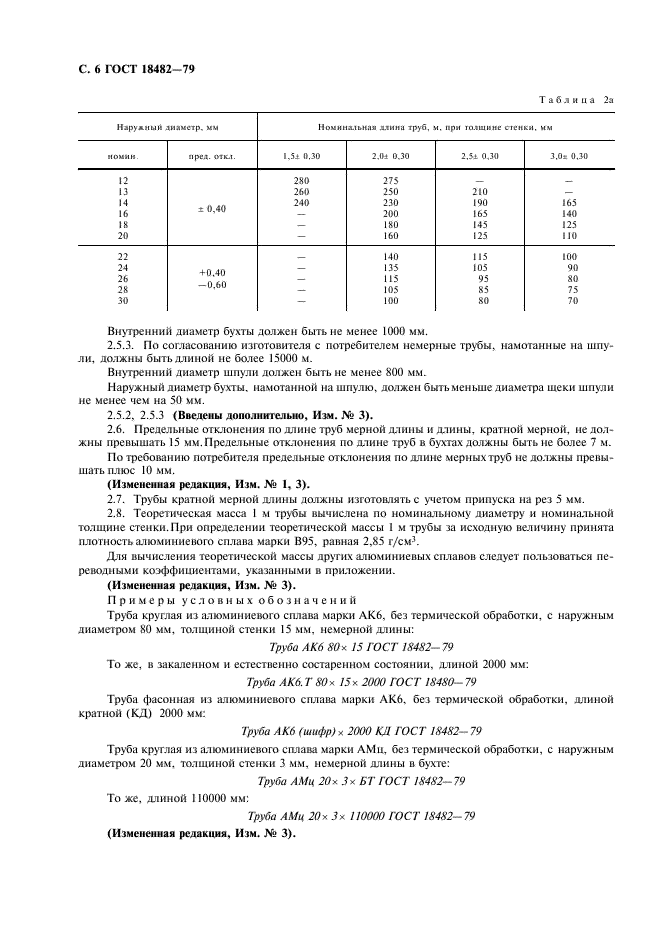 С. 6 ГОСТ 18482—79
Таблица 2а
Наружный диаметр, мм Номинальная длина труб, м, при толщине стенки, мм
номин. пред. откл. 1,5± 0,30 2,0± 0,30 2,5± 0,30 3,0± 0,30
12 280 275 — —
13 260 250 210 —
14 ± 0,40 240 230 190 165
16 — 200 165 140
18 — 180 145 125
20 — 160 125 110
22 — 140 115 100
24 +0,40 — 135 105 90
26 —0,60 — 115 95 80
28 — 105 85 75
30 — 100 80 70
Внутренний диаметр бухты должен быть не менее 1000 мм.
2.5.3. По согласованию изготовителя с потребителем немерные трубы, намотанные на шпу-
ли, должны быть длиной не более 15000 м.
Внутренний диаметр шпули должен быть не менее 800 мм.
Наружный диаметр бухты, намотанной на шпулю, должен быть меньше диаметра щеки шпули
не менее чем на 50 мм.
2.5.2, 2.5.3 (Введены дополнительно, Изм. № 3).
2.6. Предельные отклонения по длине труб мерной длины и длины, кратной мерной, не дол-
жны превышать 15 мм.Предельные отклонения по длине труб в бухтах должны быть не более 7 м.
По требованию потребителя предельные отклонения по длине мерных труб не должны превы-
шать плюс 10 мм.
(Измененная редакция, Изм. № 1, 3).
2.7. Трубы кратной мерной длины должны изготовлять с учетом припуска на рез 5 мм.
2.8. Теоретическая масса 1 м трубы вычислена по номинальному диаметру и номинальной
толщине стенки.При определении теоретической массы 1 м трубы за исходную величину принята
плотность алюминиевого сплава марки В95, равная 2,85 г/см³.
Для вычисления теоретической массы других алюминиевых сплавов следует пользоваться пе-
реводными коэффициентами, указанными в приложении.
(Измененная редакция, Изм. № 3).
Примеры условных обозначений
Труба круглая из алюминиевого сплава марки АК6, без термической обработки, с наружным
диаметром 80 мм, толщиной стенки 15 мм, немерной длины:
Труба АК6 80× 15 ГОСТ 18482—79
То же, в закаленном и естественно состаренном состоянии, длиной 2000 мм:
Труба АК6.Т 80× 15× 2000 ГОСТ 18480—79
Труба фасонная из алюминиевого сплава марки АК6, без термической обработки, длиной
кратной (КД) 2000 мм:
Труба АК6 (шифр) × 2000 КД ГОСТ 18482—79
Труба круглая из алюминиевого сплава марки АМц, без термической обработки, с наружным
диаметром 20 мм, толщиной стенки 3 мм, немерной длины в бухте:
Труба АМц 20× 3× БТ ГОСТ 18482—79
То же, длиной 110000 мм:
Труба АМц 20× 3× 110000 ГОСТ 18482—79
(Измененная редакция, Изм. № 3).